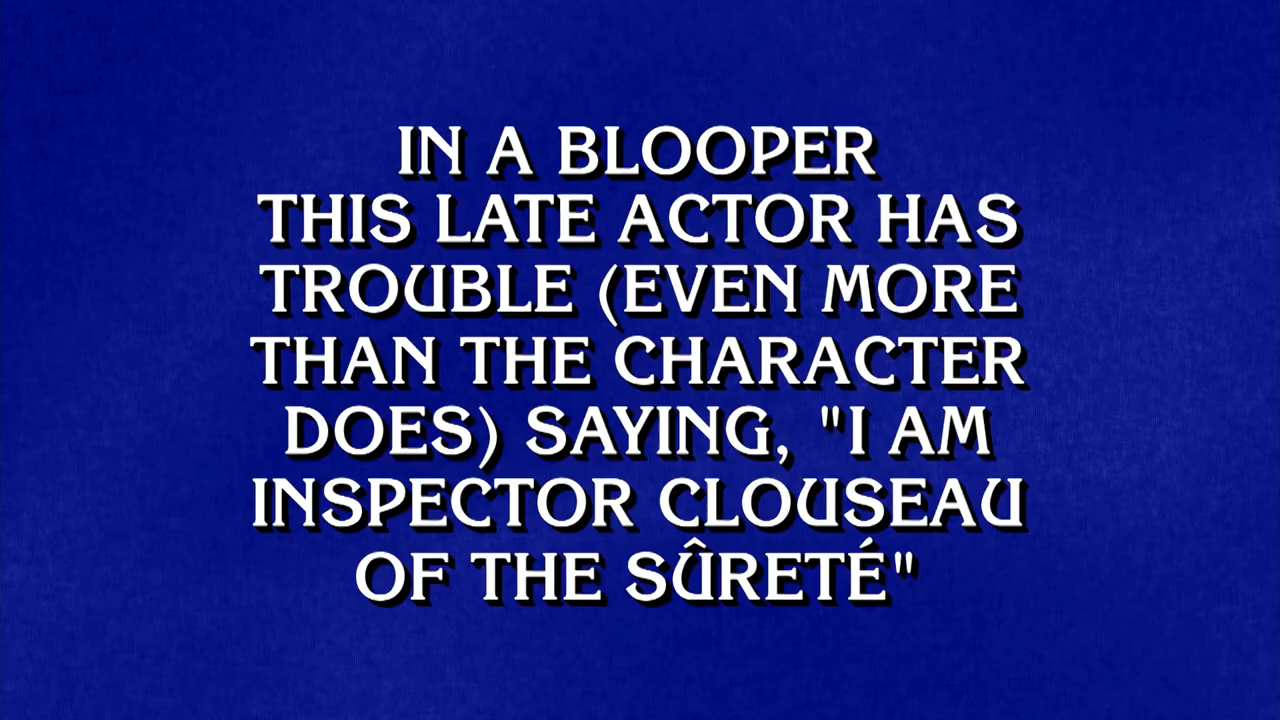 IN A BLOOPER
THIS LATE ACTOR HAS
TROUBLE (EVEN MORE
THAN THE CHARACTER
DOES) SAYING, "I AM
INSPECTOR CLOUSEAU
OF THE SÛRETÉ"